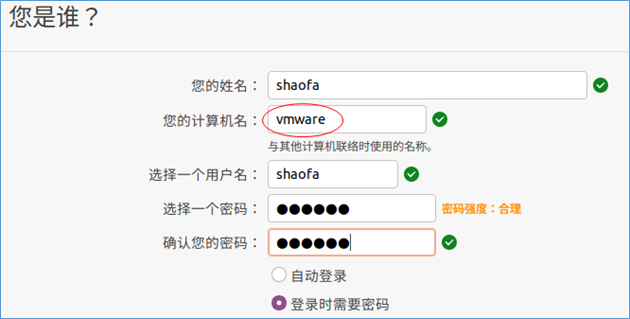 您是谁？
您的姓名： shaofa
您的计算机名： vmware
与其他计算机联络时使用的名称。
选择一个用户名： shaofa
选择一个密码： ●●●●●● 密码强度：合理
确认您的密码： ●●●●●●
自动登录
登录时需要密码